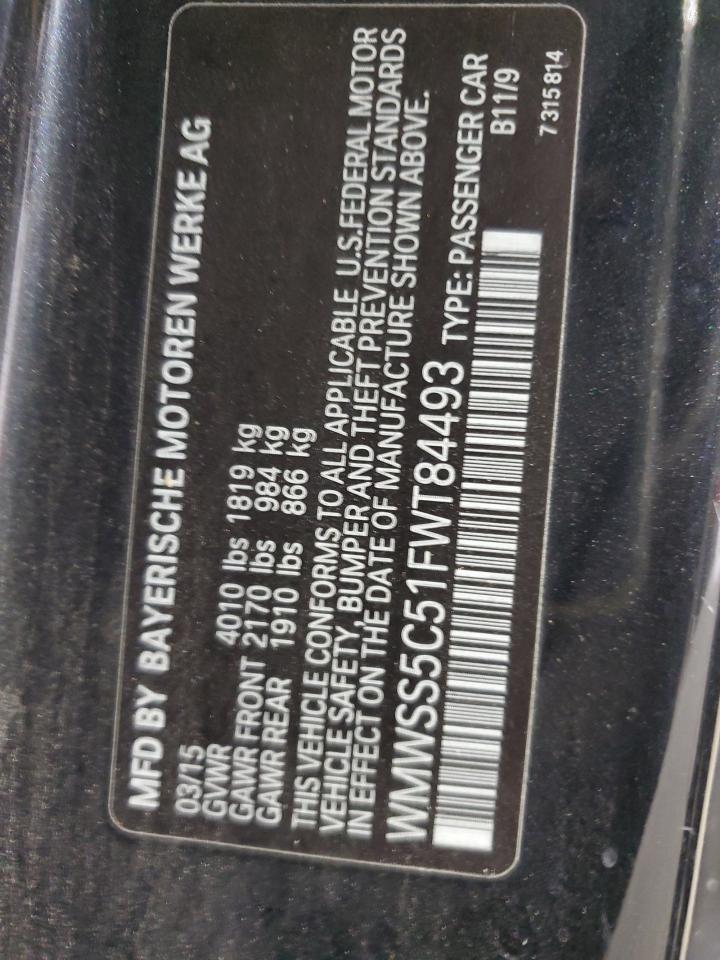 MFD BY BAYERISCHE MOTOREN WERKE AG
03/15
GVWR 4010 lbs 1819 kg
GAWR FRONT 2170 lbs 984 kg
GAWR REAR 1910 lbs 866 kg
THIS VEHICLE CONFORMS TO ALL APPLICABLE U.S.FEDERAL MOTOR
VEHICLE SAFETY, BUMPER AND THEFT PREVENTION STANDARDS
IN EFFECT ON THE DATE OF MANUFACTURE SHOWN ABOVE.
WMWSS5C51FWT84493 TYPE: PASSENGER CAR
B11/9
7 315 814